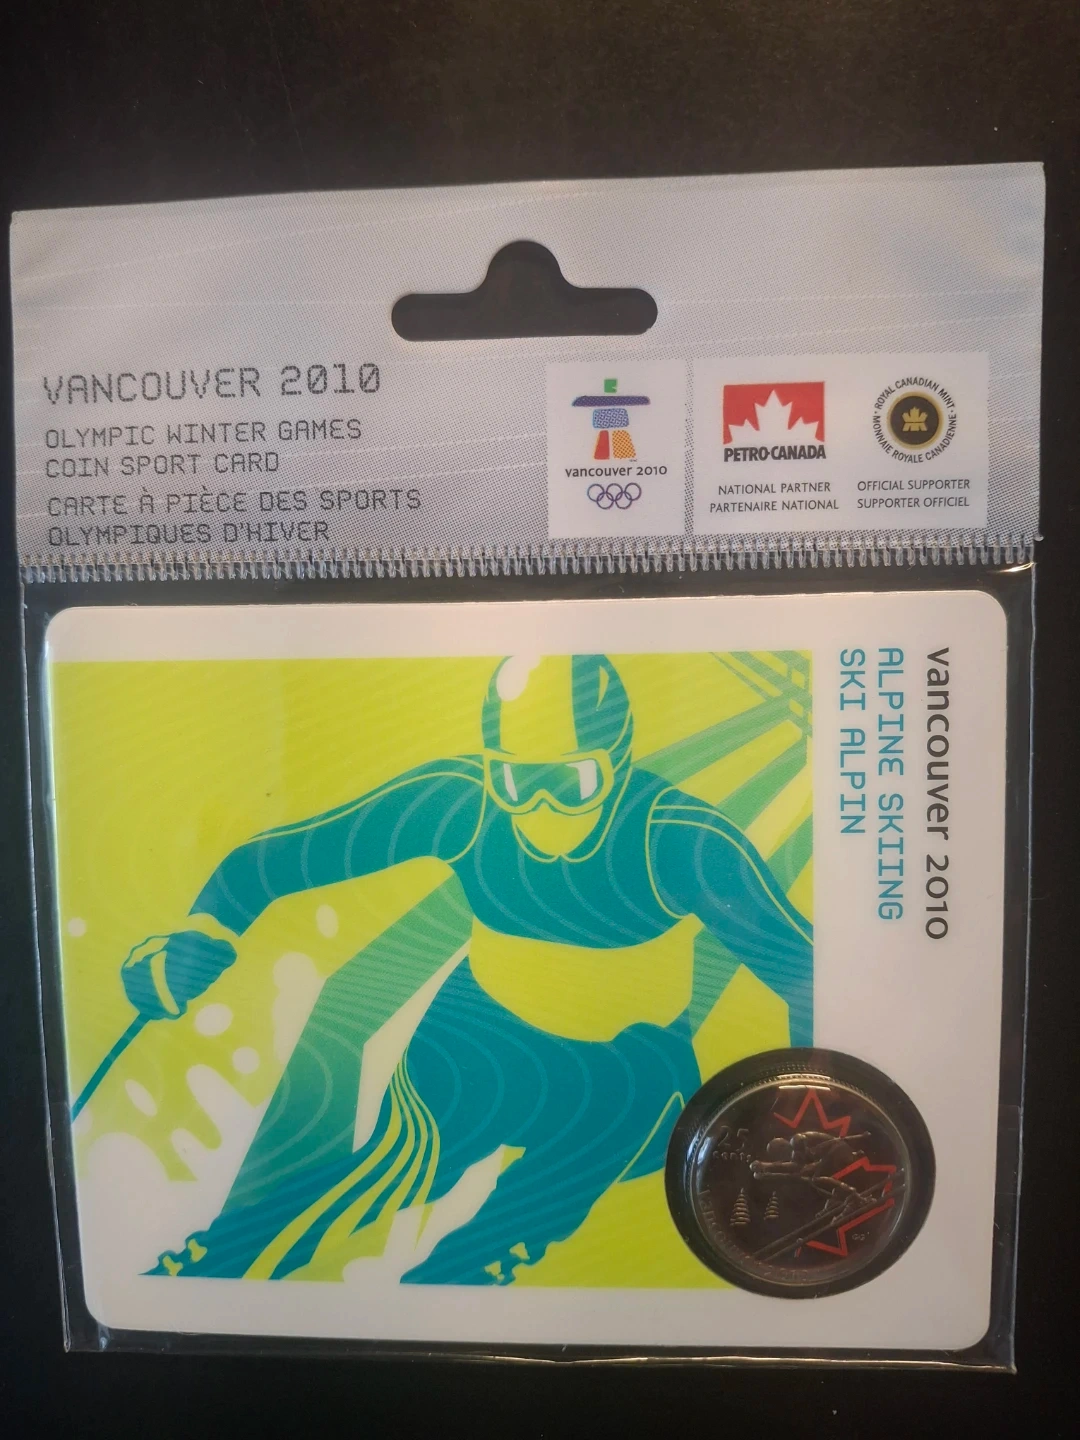 VANCOUVER 2010
OLYMPIC WINTER GAMES
COIN SPORT CARD
CARTE À PIÈCE DES SPORTS
OLYMPIQUES D'HIVER
vancouver 2010
PETRO-CANADA
NATIONAL PARTNER
PARTENAIRE NATIONAL
· ROYAL CANADIAN MINT ·
MONNAIE ROYALE CANADIENNE
OFFICIAL SUPPORTER
SUPPORTER OFFICIEL
vancouver 2010
ALPINE SKIING
SKI ALPIN
25
cents